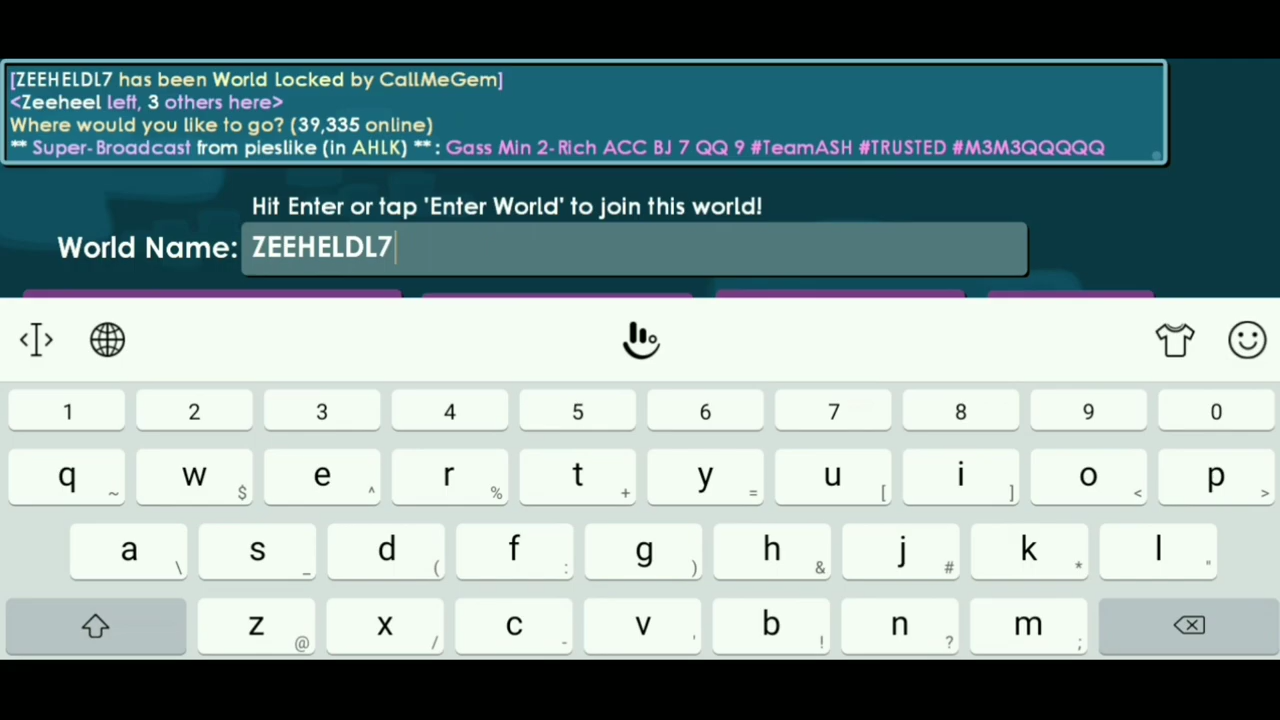 [ZEEHELDL7 has been World Locked by CallMeGem]
<Zeeheel left, 3 others here>
Where would you like to go? (39,335 online)
** Super-Broadcast from pieslike (in AHLK) ** : Gass Min 2-Rich ACC BJ 7 QQ 9 #TeamASH #TRUSTED #M3M3QQQQQ
Hit Enter or tap 'Enter World' to join this world!
World Name: ZEEHELDL7
1 2 3 4 5 6 7 8 9 0
q ~ w $ e ^ r % t + y = u [ i ] o < p >
a \ s _ d ( f : g ) h & j # k * l "
z @ x / c - v ' b ! n ? m ;